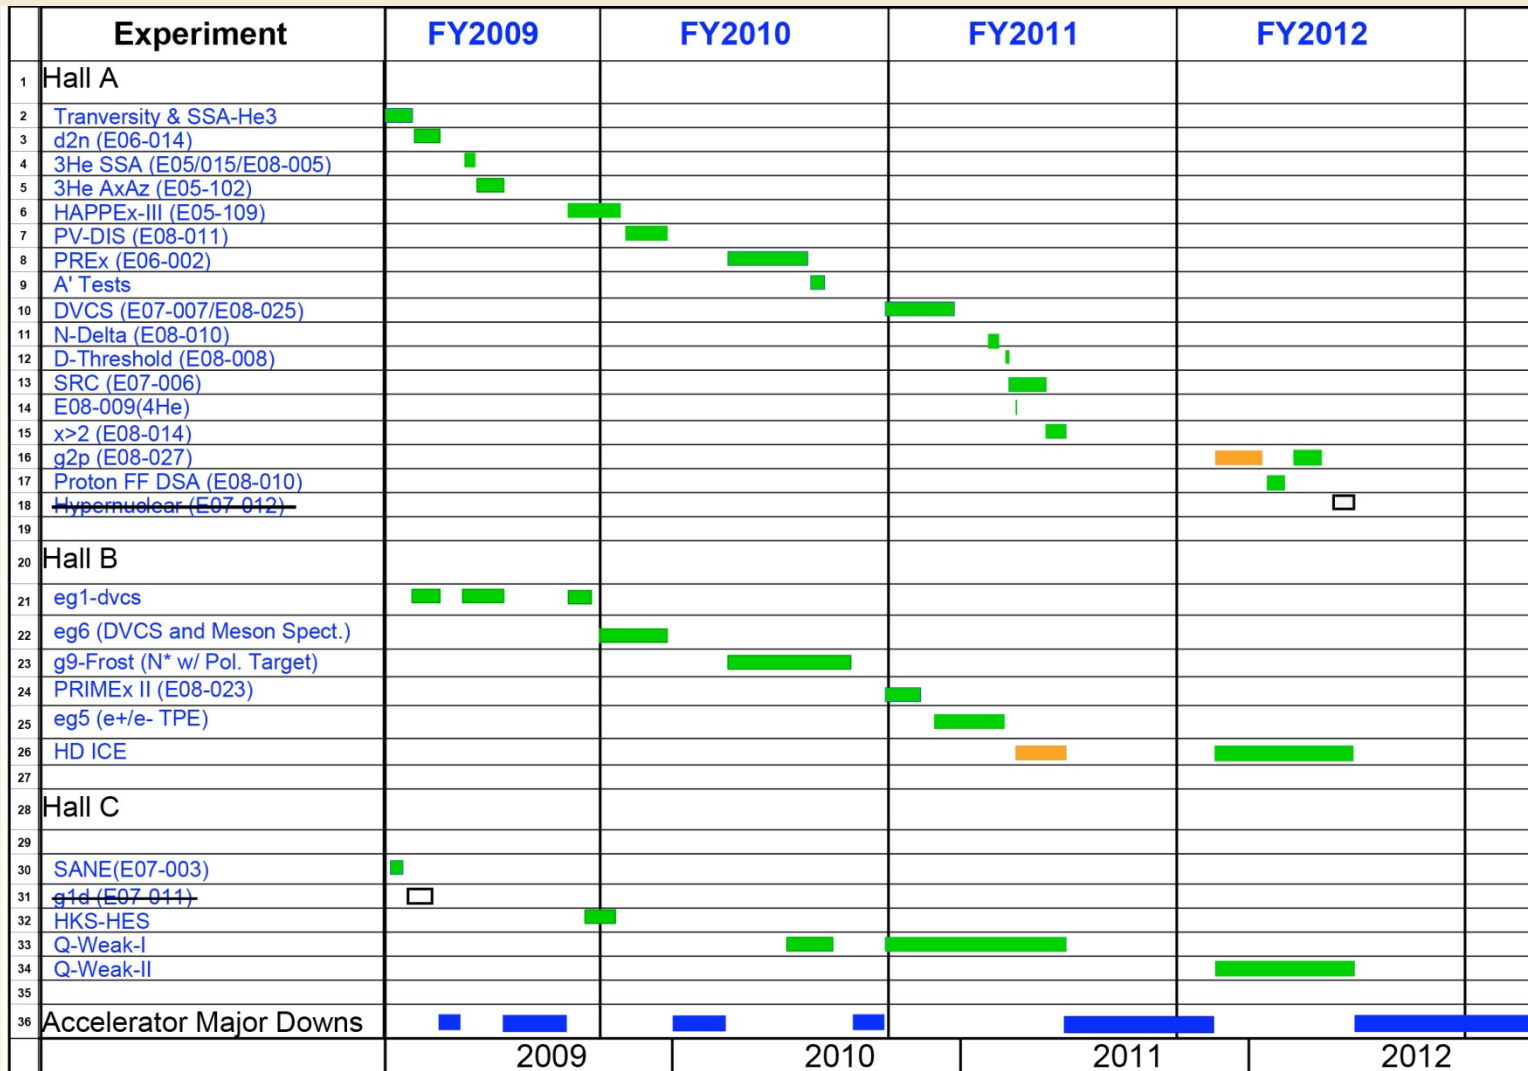 Experiment FY2009 FY2010 FY2011 FY2012
1 Hall A
2 Tranversity & SSA-He3
3 d2n (E06-014)
4 3He SSA (E05/015/E08-005)
5 3He AxAz (E05-102)
6 HAPPEx-III (E05-109)
7 PV-DIS (E08-011)
8 PREx (E06-002)
9 A' Tests
10 DVCS (E07-007/E08-025)
11 N-Delta (E08-010)
12 D-Threshold (E08-008)
13 SRC (E07-006)
14 E08-009(4He)
15 x>2 (E08-014)
16 g2p (E08-027)
17 Proton FF DSA (E08-010)
18 Hypernuclear (E07-012)
19
20 Hall B
21 eg1-dvcs
22 eg6 (DVCS and Meson Spect.)
23 g9-Frost (N* w/ Pol. Target)
24 PRIMEx II (E08-023)
25 eg5 (e+/e- TPE)
26 HD ICE
27
28 Hall C
29
30 SANE(E07-003)
31 g1d (E07-011)
32 HKS-HES
33 Q-Weak-I
34 Q-Weak-II
35
36 Accelerator Major Downs
2009 2010 2011 2012